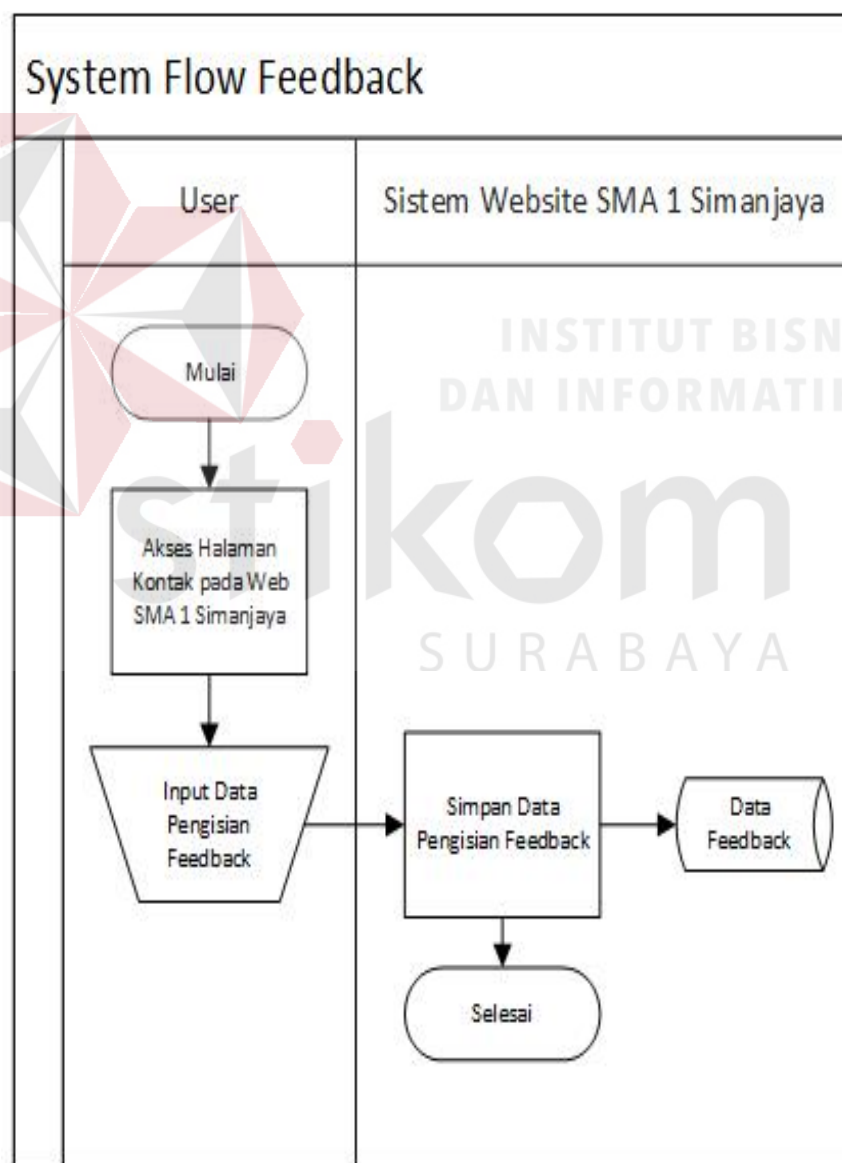 System Flow Feedback
User
Sistem Website SMA 1 Simanjaya
INSTITUT BISN
DAN INFORMATI
stikom
SURABAYA
Mulai
Akses Halaman
Kontak pada Web
SMA 1 Simanjaya
Input Data
Pengisian
Feedback
Simpan Data
Pengisian Feedback
Data
Feedback
Selesai